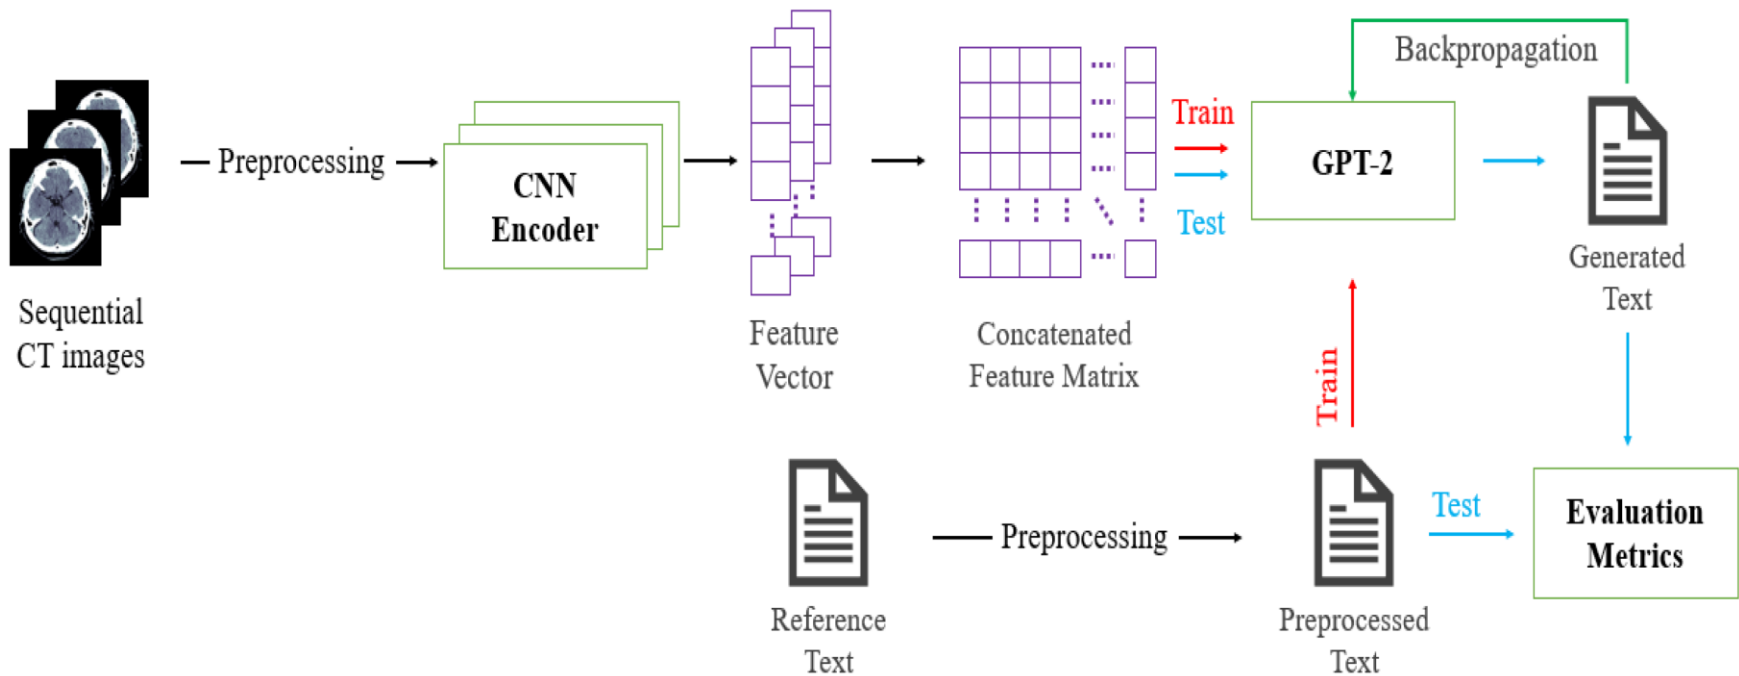 Backpropagation
Preprocessing
CNN
Encoder
Train
Test
GPT-2
Sequential
CT images
Feature
Vector
Concatenated
Feature Matrix
Generated
Text
Train
Reference
Text
Preprocessing
Preprocessed
Text
Test
Evaluation
Metrics